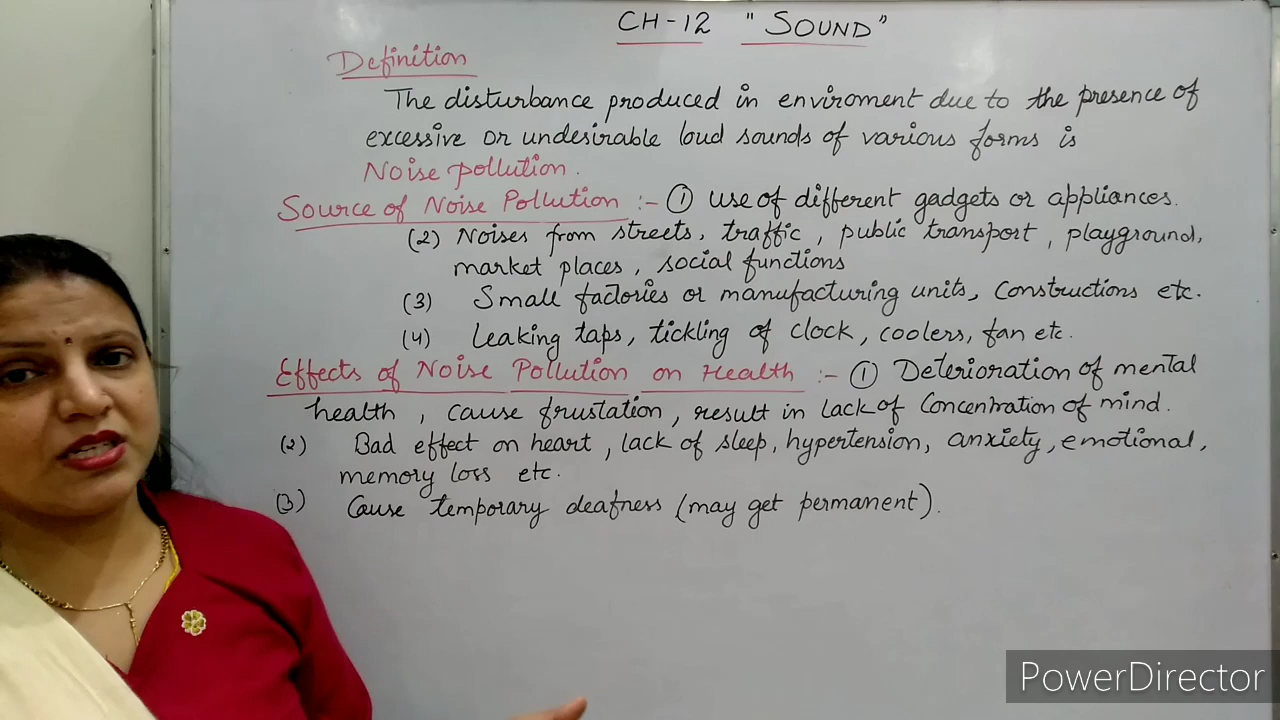 CH-12 "SOUND"
Definition
The disturbance produced in enviroment due to the presence of
excessive or undesirable loud sounds of various forms is
Noise pollution.
Source of Noise Pollution :- ① use of different gadgets or appliances.
(2) Noises from streets, traffic, public transport, playground,
market places, social functions
(3) Small factories or manufacturing units, constructions etc.
(4) Leaking taps, tickling of clock, coolers, fan etc.
Effects of Noise Pollution on Health :- ① Deterioration of mental
health, cause frustation, result in lack of concentration of mind.
(2) Bad effect on heart, lack of sleep, hypertension, anxiety, emotional,
memory loss etc.
(3) Cause temporary deafness (may get permanent).
PowerDirector